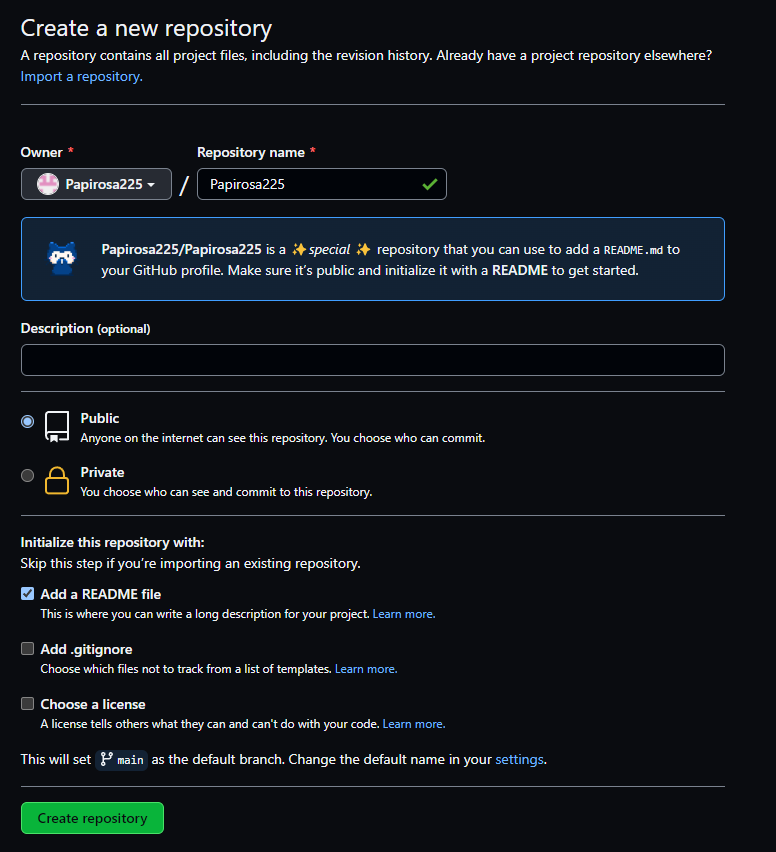 Create a new repository
A repository contains all project files, including the revision history. Already have a project repository elsewhere?
Import a repository.
Owner * Repository name *
Papirosa225 / Papirosa225
Papirosa225/Papirosa225 is a ✨ special ✨ repository that you can use to add a README.md to
your GitHub profile. Make sure it’s public and initialize it with a README to get started.
Description (optional)
Public
Anyone on the internet can see this repository. You choose who can commit.
Private
You choose who can see and commit to this repository.
Initialize this repository with:
Skip this step if you’re importing an existing repository.
Add a README file
This is where you can write a long description for your project. Learn more.
Add .gitignore
Choose which files not to track from a list of templates. Learn more.
Choose a license
A license tells others what they can and can't do with your code. Learn more.
This will set main as the default branch. Change the default name in your settings.
Create repository